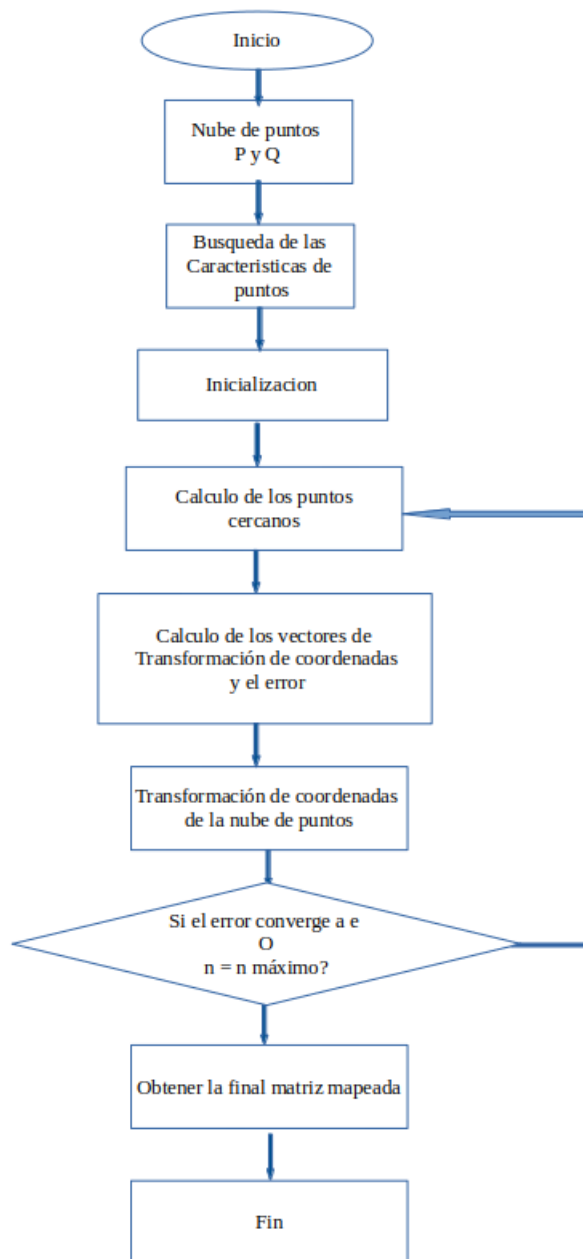 Inicio
Nube de puntos
P y Q
Busqueda de las
Caracteristicas de
puntos
Inicializacion
Calculo de los puntos
cercanos
Calculo de los vectores de
Transformación de coordenadas
y el error
Transformación de coordenadas
de la nube de puntos
Si el error converge a e
O
n = n máximo?
Obtener la final matriz mapeada
Fin